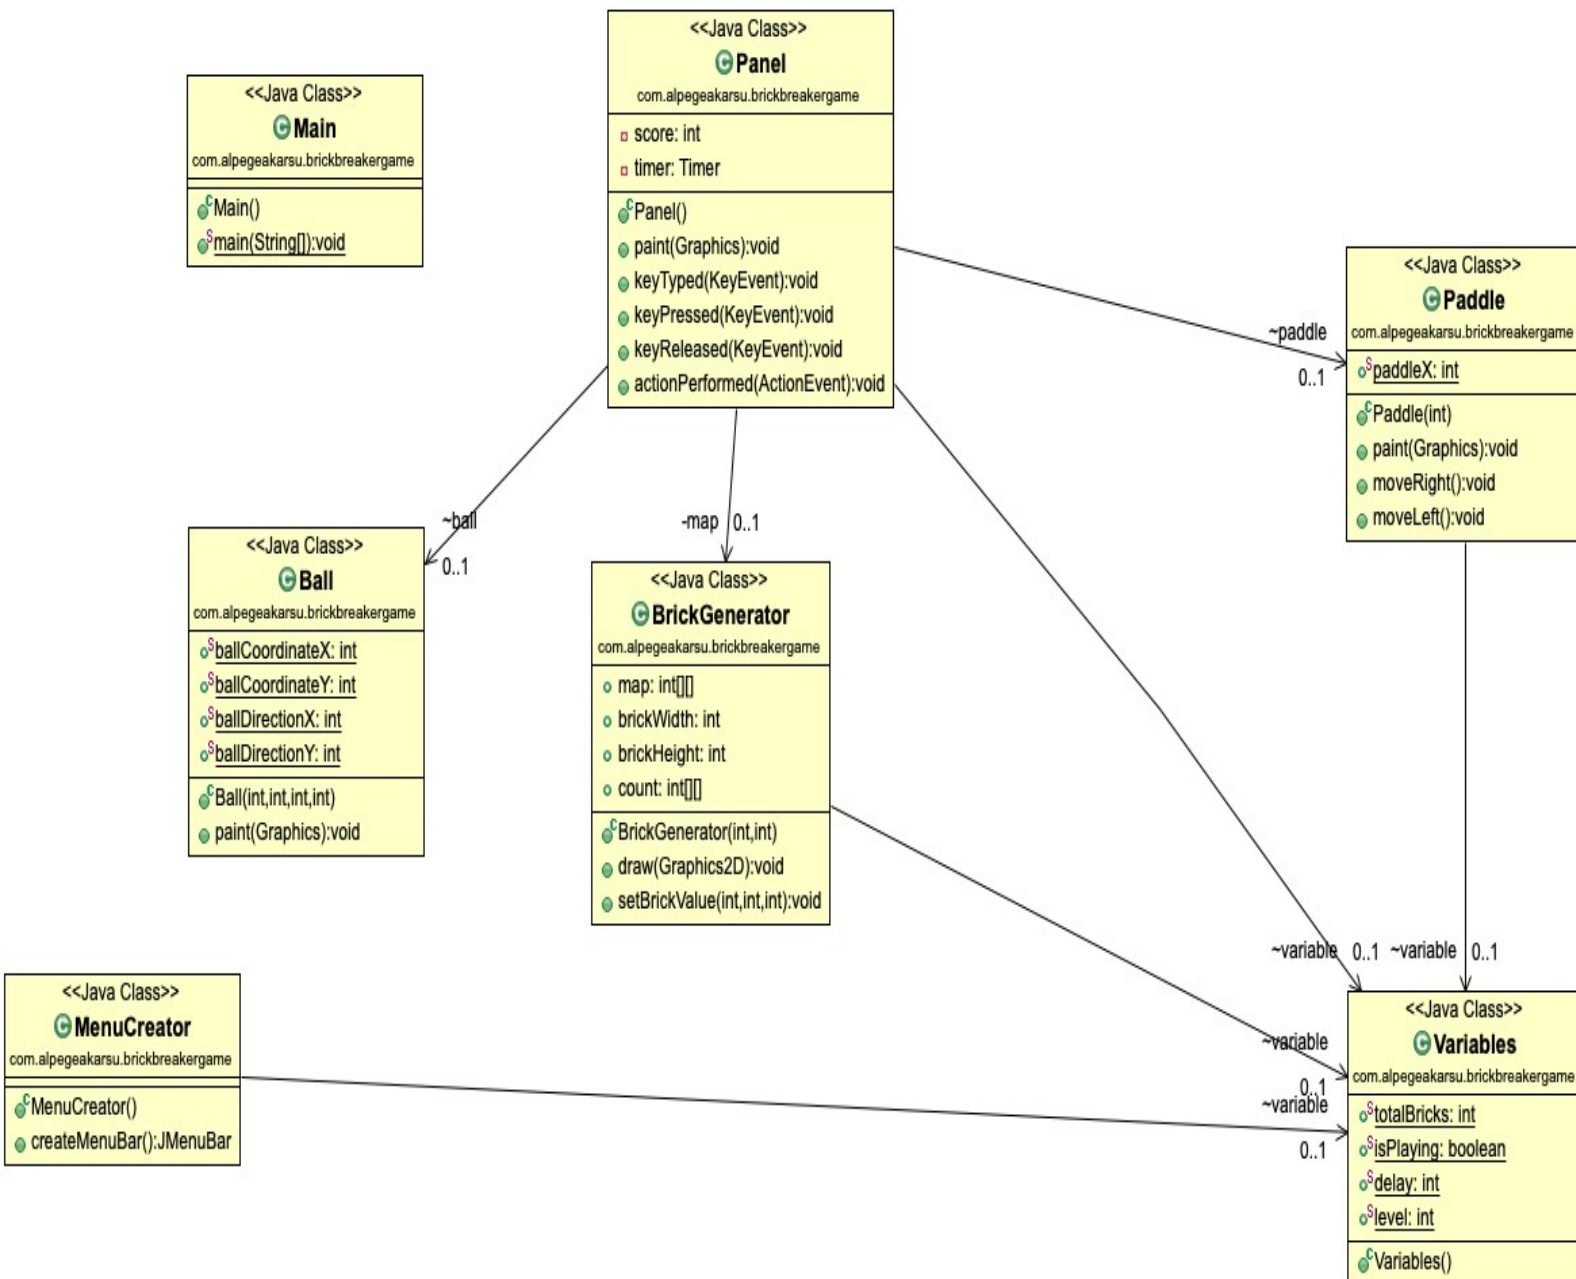 <<Java Class>>
Main
com.alpegeakarsu.brickbreakergame
Main()
main(String[]):void
<<Java Class>>
Panel
com.alpegeakarsu.brickbreakergame
score: int
timer: Timer
Panel()
paint(Graphics):void
keyTyped(KeyEvent):void
keyPressed(KeyEvent):void
keyReleased(KeyEvent):void
actionPerformed(ActionEvent):void
~paddle
0..1
<<Java Class>>
Paddle
com.alpegeakarsu.brickbreakergame
paddleX: int
Paddle(int)
paint(Graphics):void
moveRight():void
moveLeft():void
~ball
0..1
-map
0..1
<<Java Class>>
Ball
com.alpegeakarsu.brickbreakergame
ballCoordinateX: int
ballCoordinateY: int
ballDirectionX: int
ballDirectionY: int
Ball(int,int,int,int)
paint(Graphics):void
<<Java Class>>
BrickGenerator
com.alpegeakarsu.brickbreakergame
map: int[][]
brickWidth: int
brickHeight: int
count: int[][]
BrickGenerator(int,int)
draw(Graphics2D):void
setBrickValue(int,int,int):void
~variable
0..1
~variable
0..1
~variable
0..1
~variable
0..1
<<Java Class>>
MenuCreator
com.alpegeakarsu.brickbreakergame
MenuCreator()
createMenuBar():JMenuBar
<<Java Class>>
Variables
com.alpegeakarsu.brickbreakergame
totalBricks: int
isPlaying: boolean
delay: int
level: int
Variables()